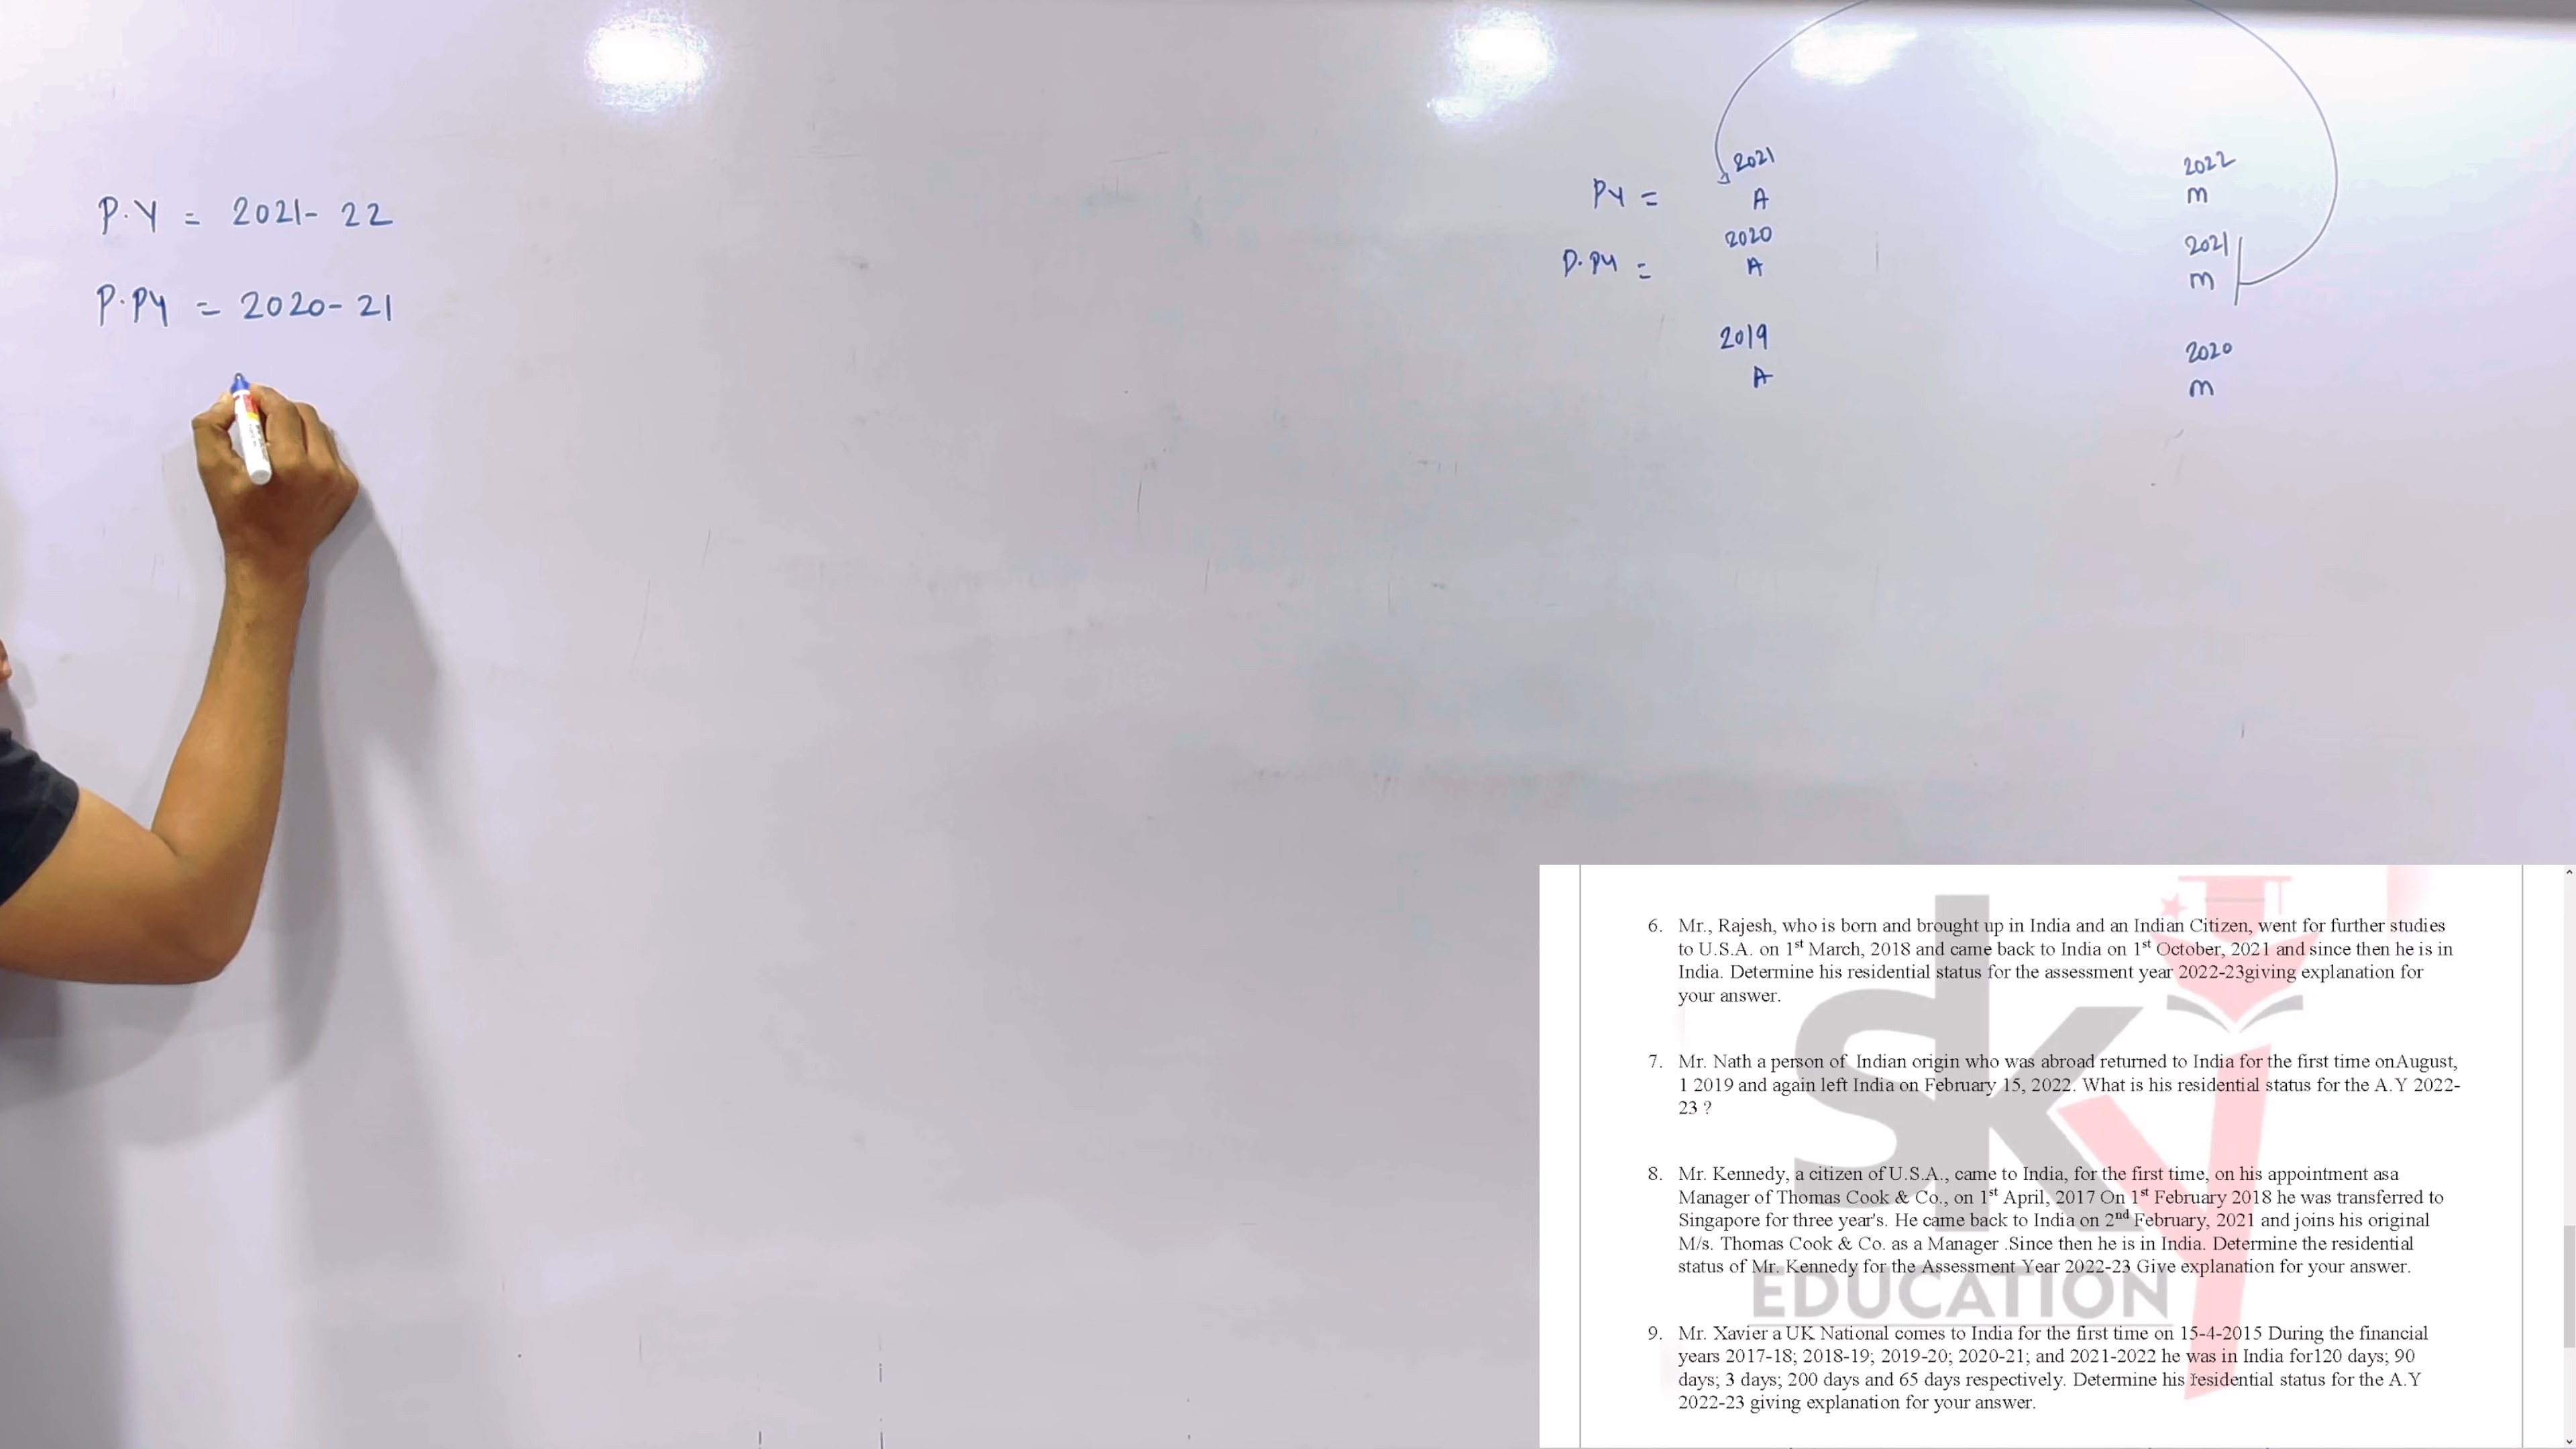 P.Y = 2021-22
P.PY = 2020-21
2021 2022
PY = A M
2020 2021
P.PY = A M
2019 2020
A M
6. Mr., Rajesh, who is born and brought up in India and an Indian Citizen, went for further studies
to U.S.A. on 1st March, 2018 and came back to India on 1st October, 2021 and since then he is in
India. Determine his residential status for the assessment year 2022-23giving explanation for
your answer.
7. Mr. Nath a person of Indian origin who was abroad returned to India for the first time onAugust,
1 2019 and again left India on February 15, 2022. What is his residential status for the A.Y 2022-
23 ?
8. Mr. Kennedy, a citizen of U.S.A., came to India, for the first time, on his appointment asa
Manager of Thomas Cook & Co., on 1st April, 2017 On 1st February 2018 he was transferred to
Singapore for three year's. He came back to India on 2nd February, 2021 and joins his original
M/s. Thomas Cook & Co. as a Manager .Since then he is in India. Determine the residential
status of Mr. Kennedy for the Assessment Year 2022-23 Give explanation for your answer.
9. Mr. Xavier a UK National comes to India for the first time on 15-4-2015 During the financial
years 2017-18; 2018-19; 2019-20; 2020-21; and 2021-2022 he was in India for120 days; 90
days; 3 days; 200 days and 65 days respectively. Determine his residential status for the A.Y
2022-23 giving explanation for your answer.
sky
EDUCATION